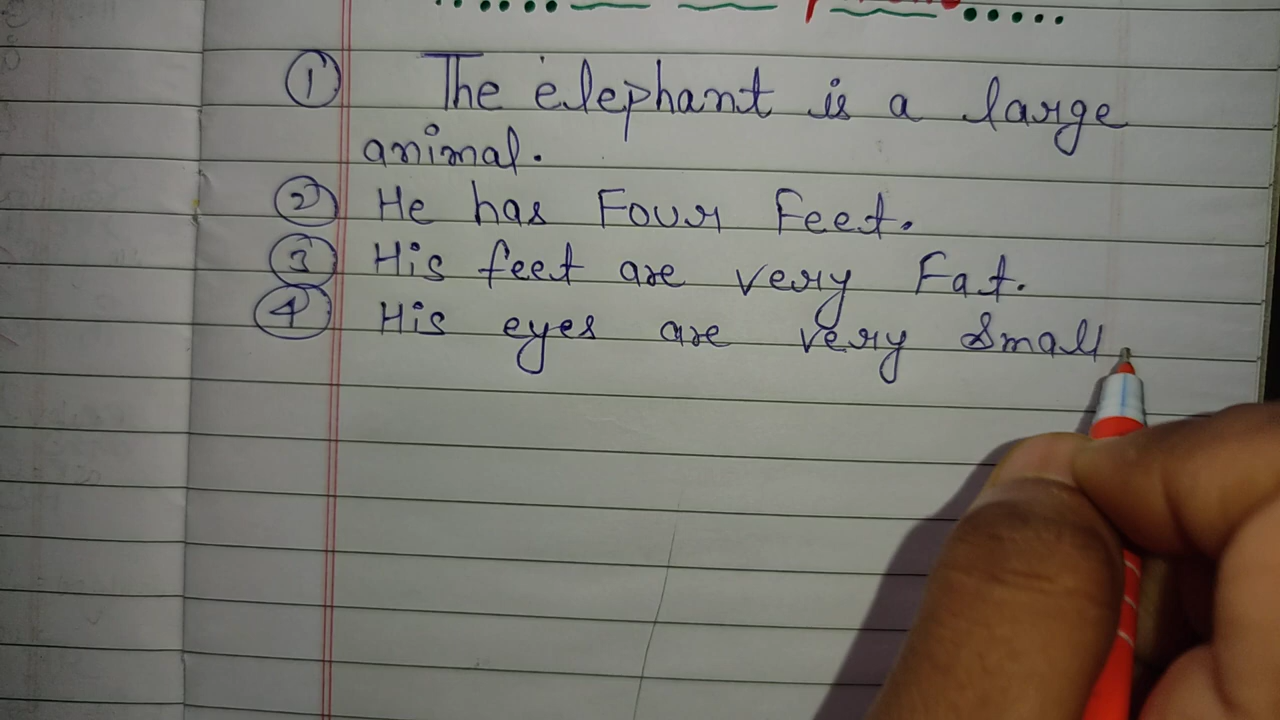 ① The elephant is a large
animal.
② He has Four Feet.
③ His feet are very Fat.
④ His eyes are very Small